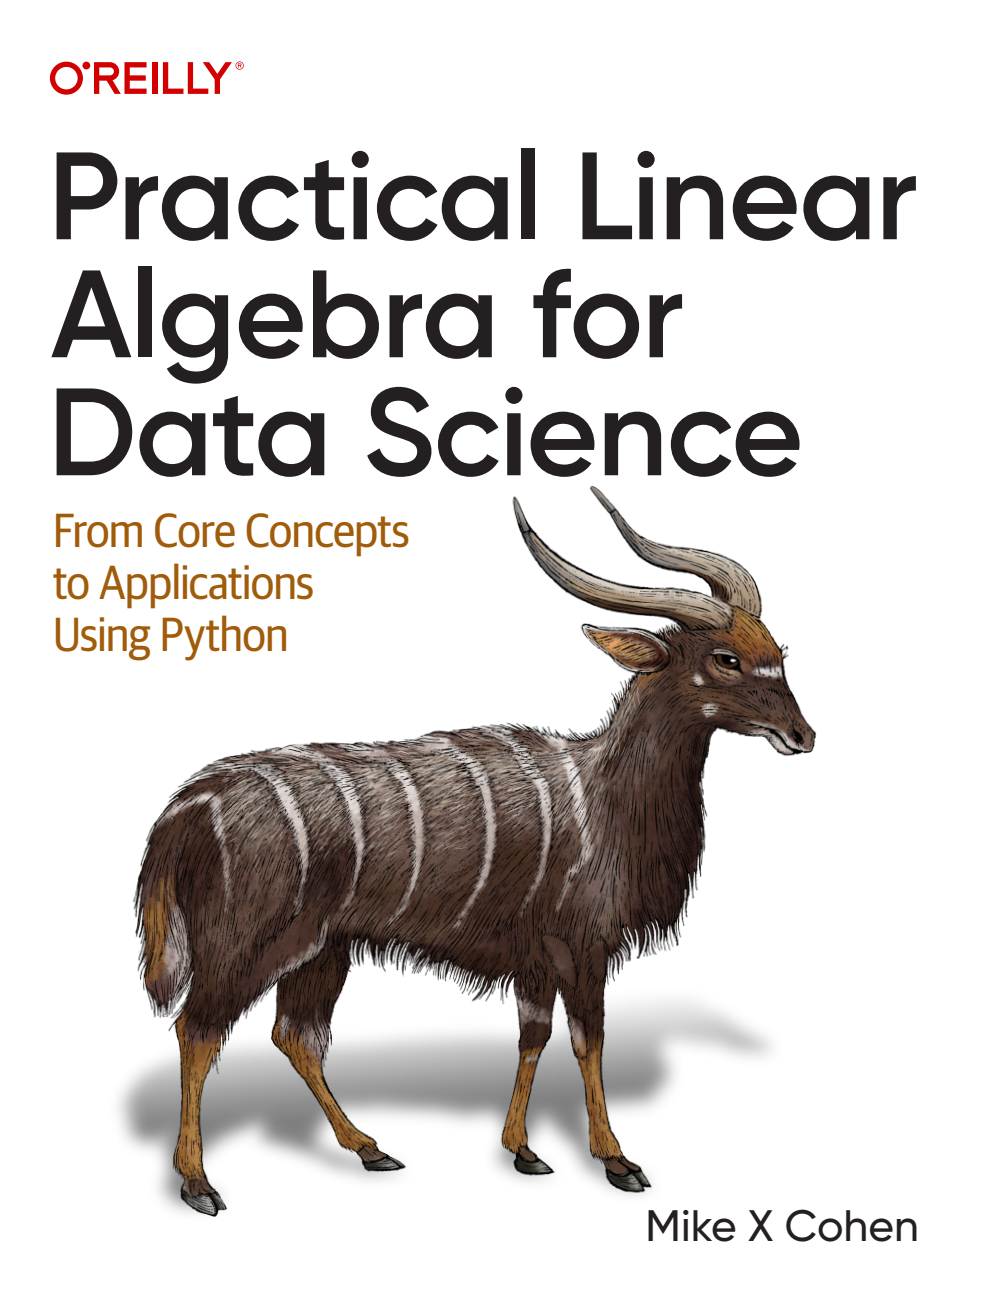 O'REILLY®
Practical Linear
Algebra for
Data Science
From Core Concepts
to Applications
Using Python
Mike X Cohen